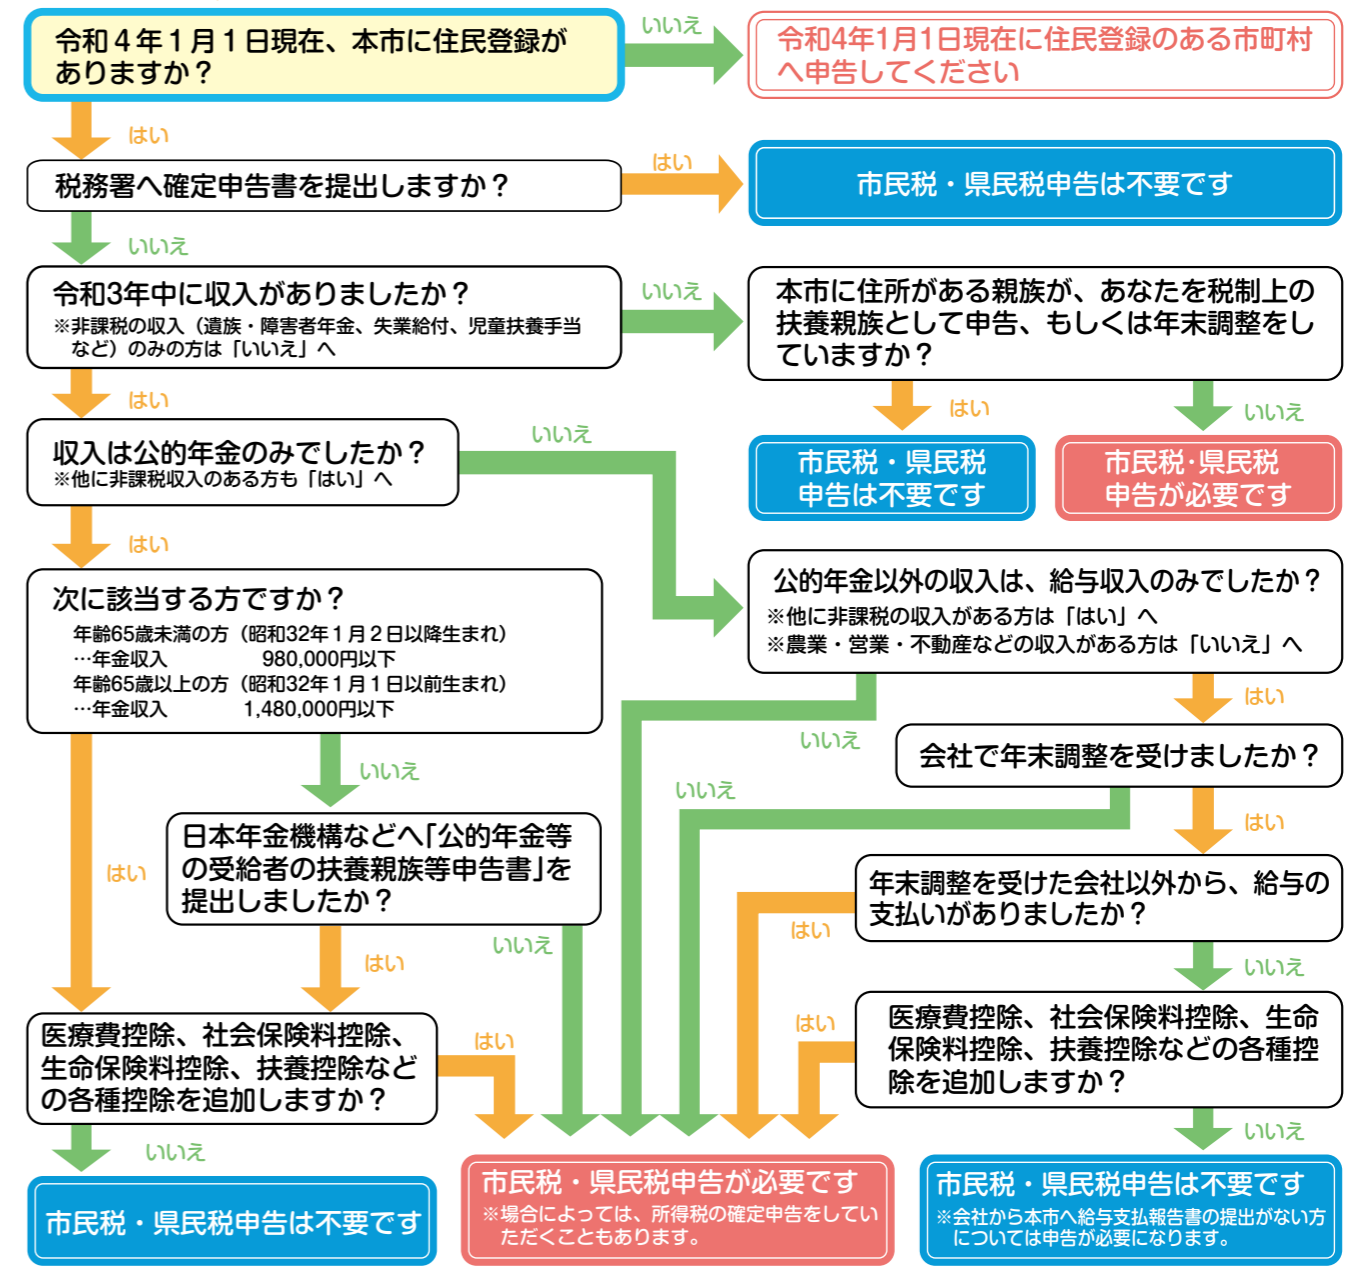 令和４年１月１日現在、本市に住民登録が
ありますか？
いいえ
令和4年1月1日現在に住民登録のある市町村
へ申告してください
はい
税務署へ確定申告書を提出しますか？
はい
市民税・県民税申告は不要です
いいえ
令和3年中に収入がありましたか？
※非課税の収入（遺族・障害者年金、失業給付、児童扶養手当
など）のみの方は「いいえ」へ
いいえ
本市に住所がある親族が、あなたを税制上の
扶養親族として申告、もしくは年末調整をし
ていますか？
はい
はい
いいえ
市民税・県民税
申告は不要です
市民税・県民税
申告が必要です
収入は公的年金のみでしたか？
※他に非課税収入のある方も「はい」へ
いいえ
はい
公的年金以外の収入は、給与収入のみでしたか？
※他に非課税の収入がある方は「はい」へ
※農業・営業・不動産などの収入がある方は「いいえ」へ
次に該当する方ですか？
年齢65歳未満の方（昭和32年１月２日以降生まれ）
…年金収入 980,000円以下
年齢65歳以上の方（昭和32年１月１日以前生まれ）
…年金収入 1,480,000円以下
いいえ
はい
会社で年末調整を受けましたか？
いいえ
いいえ
はい
日本年金機構などへ「公的年金等
の受給者の扶養親族等申告書」を
提出しましたか？
はい
年末調整を受けた会社以外から、給与の
支払いがありましたか？
はい
いいえ
はい
いいえ
医療費控除、社会保険料控除、
生命保険料控除、扶養控除など
の各種控除を追加しますか？
はい
医療費控除、社会保険料控除、生命
保険料控除、扶養控除などの各種控
除を追加しますか？
はい
いいえ
いいえ
市民税・県民税申告は不要です
市民税・県民税申告が必要です
※場合によっては、所得税の確定申告をしてい
ただくこともあります。
市民税・県民税申告は不要です
※会社から本市へ給与支払報告書の提出がない方
については申告が必要になります。